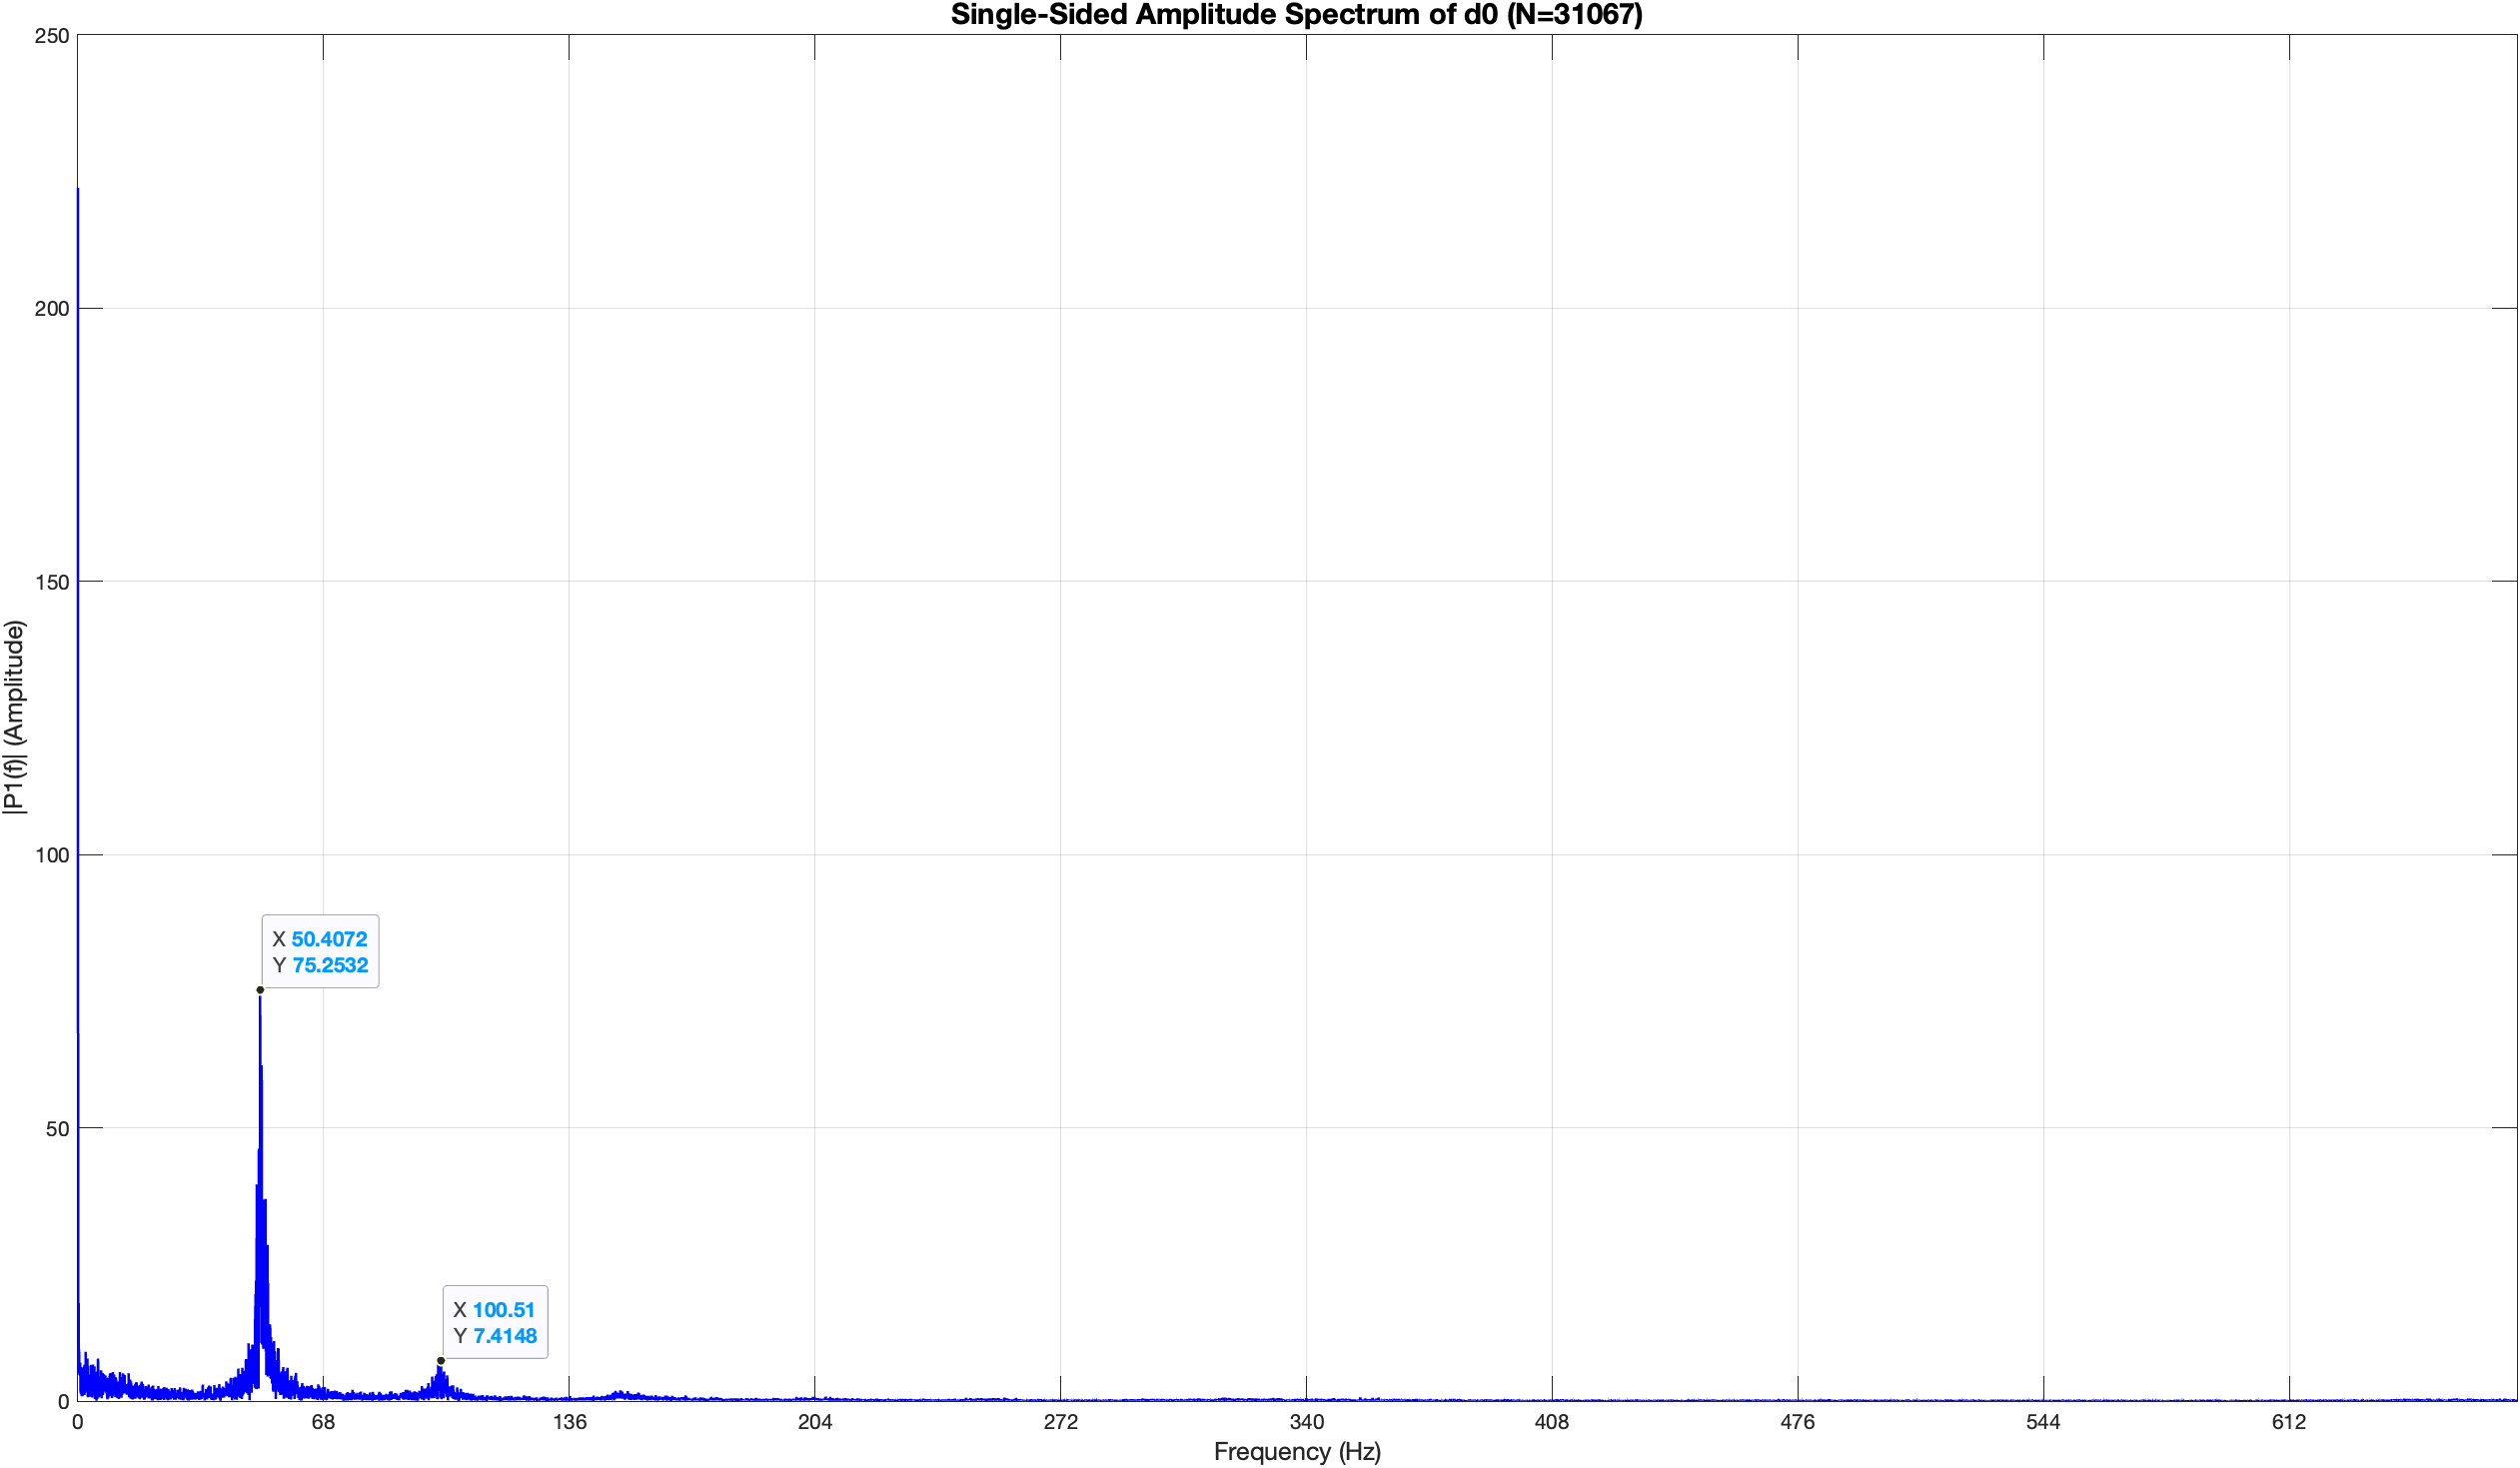 Single-Sided Amplitude Spectrum of d0 (N=31067)
|P1(f)| (Amplitude)
250
200
150
100
50
0
X 50.4072
Y 75.2532
X 100.51
Y 7.4148
0 68 136 204 272 340 408 476 544 612
Frequency (Hz)